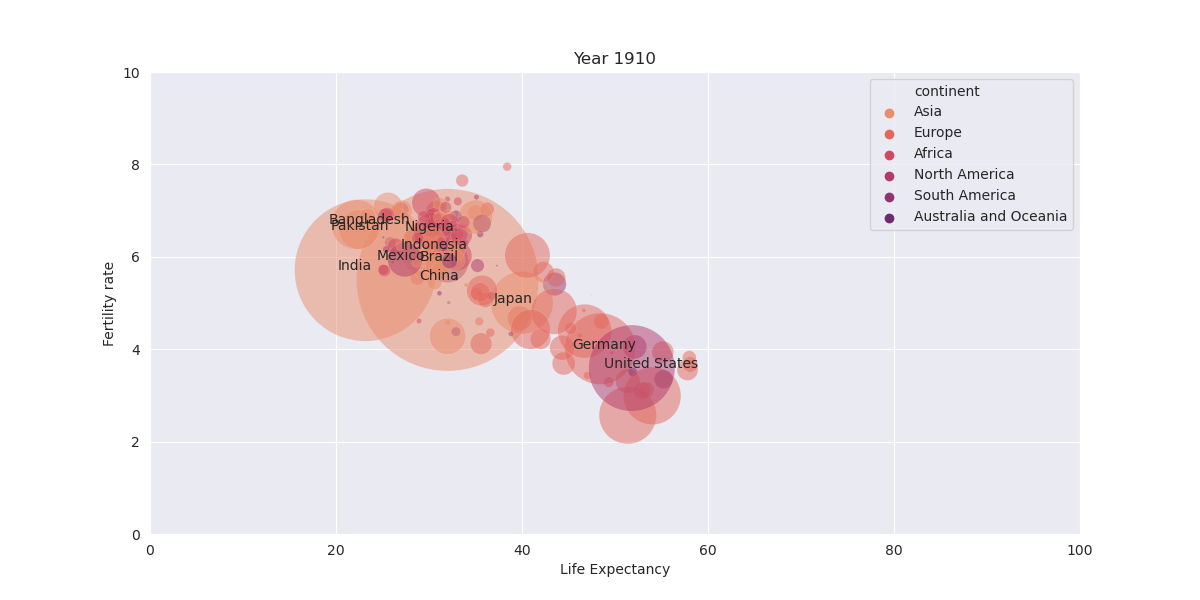 Year 1910
10
8
6
4
2
0
Fertility rate
continent
Asia
Europe
Africa
North America
South America
Australia and Oceania
Bangladesh
Pakistan
Nigeria
Indonesia
Mexico
Brazil
India
China
Japan
Germany
United States
0 20 40 60 80 100
Life Expectancy